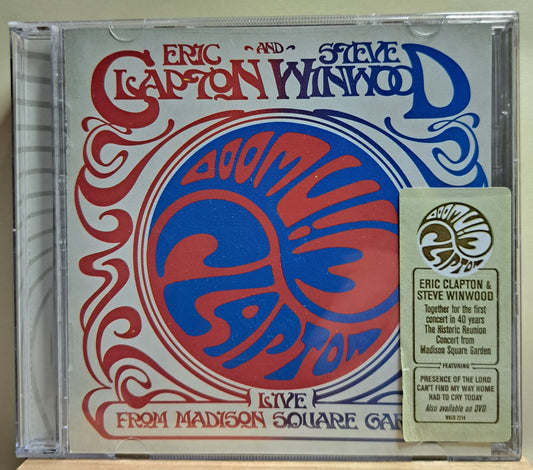 ERIC -AND- STEVE
CLAPTON WINWOOD
WINWOOD
CLAPTON
LIVE
FROM MADISON SQUARE GAR
WINWOOD
CLAPTON
ERIC CLAPTON &
STEVE WINWOOD
Together for the first
concert in 40 years
The Historic Reunion
Concert from
Madison Square Garden
FEATURING
PRESENCE OF THE LORD
CAN'T FIND MY WAY HOME
HAD TO CRY TODAY
Also available on DVD